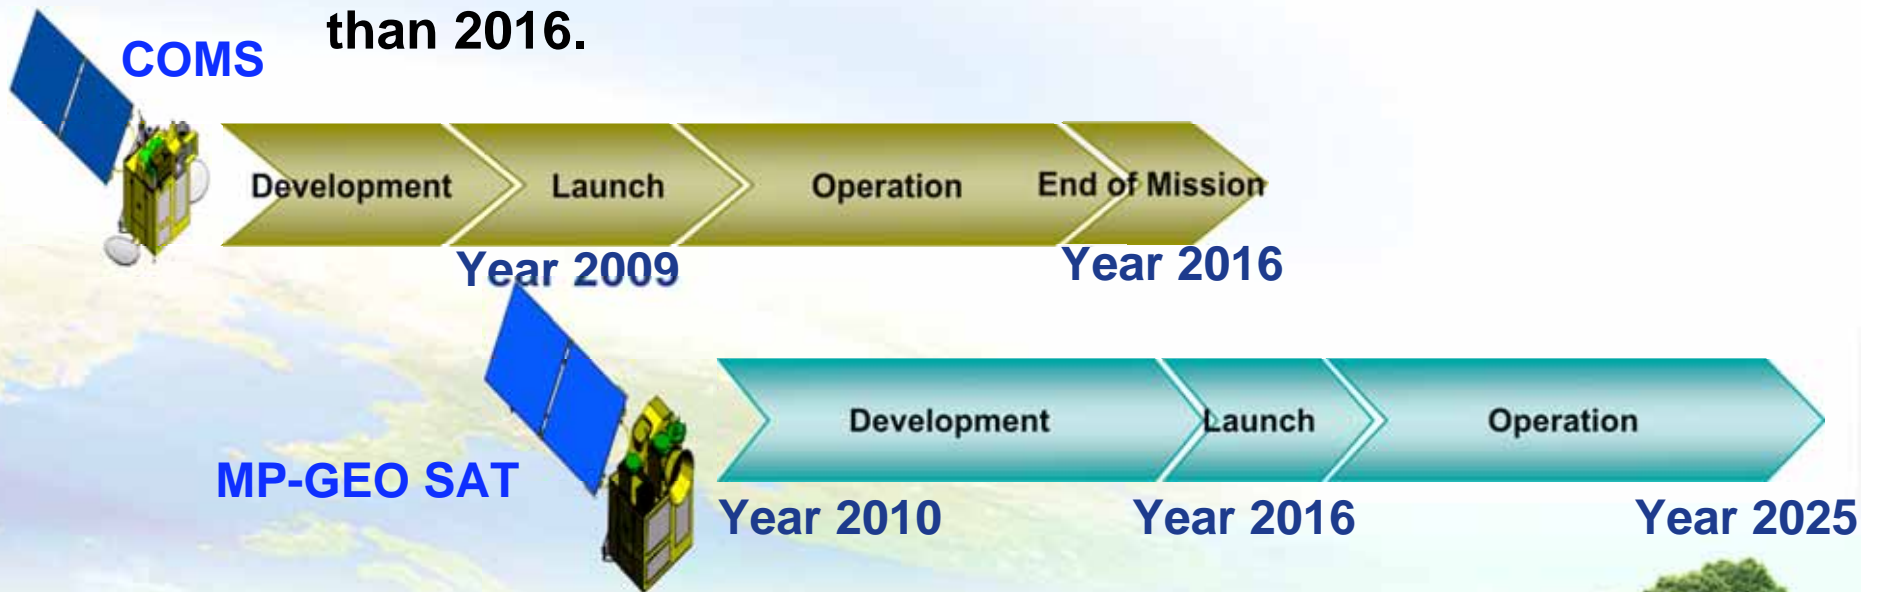 than 2016.
COMS
Development Launch Operation End of Mission
Year 2009 Year 2016
Development Launch Operation
MP-GEO SAT
Year 2010 Year 2016 Year 2025